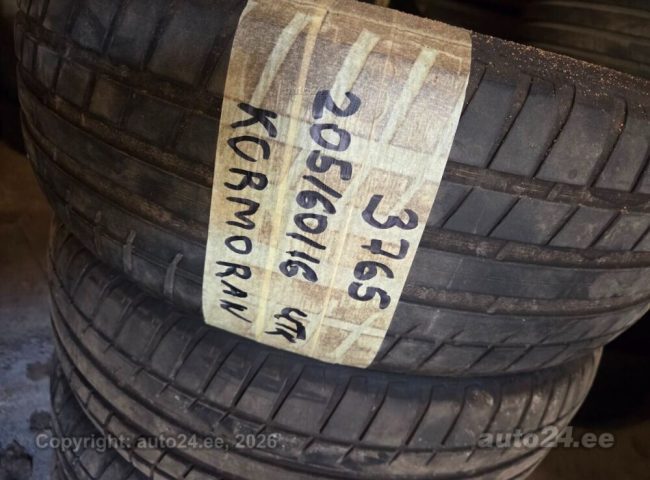 3765
205/60/16 4TK
KORMORAN
Copyright: auto24.ee, 2026
auto24.ee